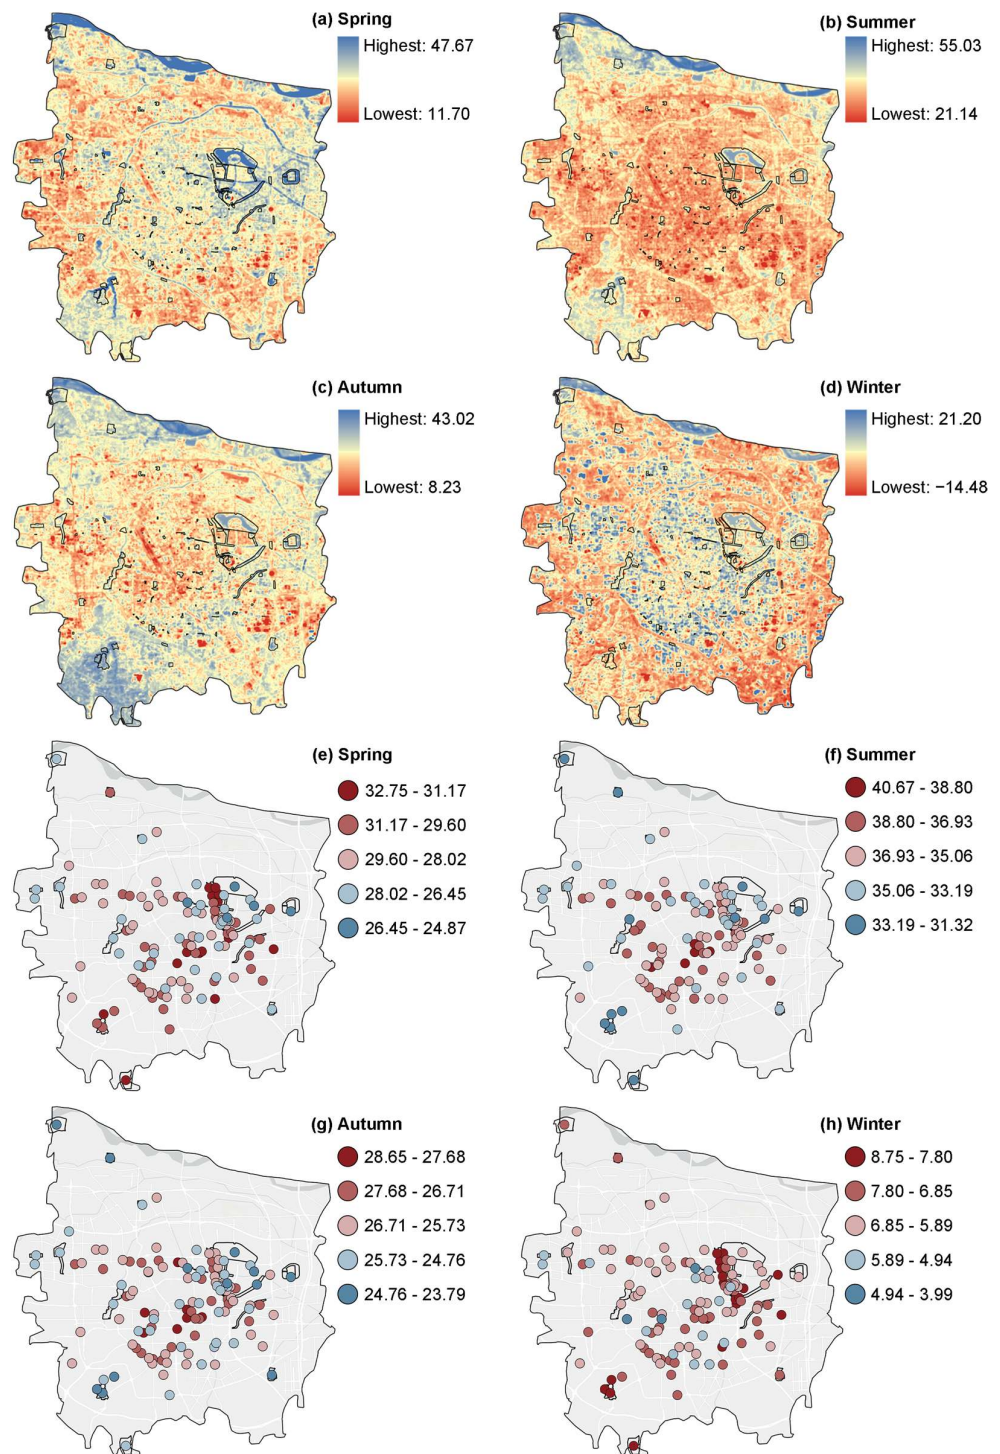 (a) Spring
Highest: 47.67
Lowest: 11.70
(b) Summer
Highest: 55.03
Lowest: 21.14
(c) Autumn
Highest: 43.02
Lowest: 8.23
(d) Winter
Highest: 21.20
Lowest: −14.48
(e) Spring
32.75 - 31.17
31.17 - 29.60
29.60 - 28.02
28.02 - 26.45
26.45 - 24.87
(f) Summer
40.67 - 38.80
38.80 - 36.93
36.93 - 35.06
35.06 - 33.19
33.19 - 31.32
(g) Autumn
28.65 - 27.68
27.68 - 26.71
26.71 - 25.73
25.73 - 24.76
24.76 - 23.79
(h) Winter
8.75 - 7.80
7.80 - 6.85
6.85 - 5.89
5.89 - 4.94
4.94 - 3.99